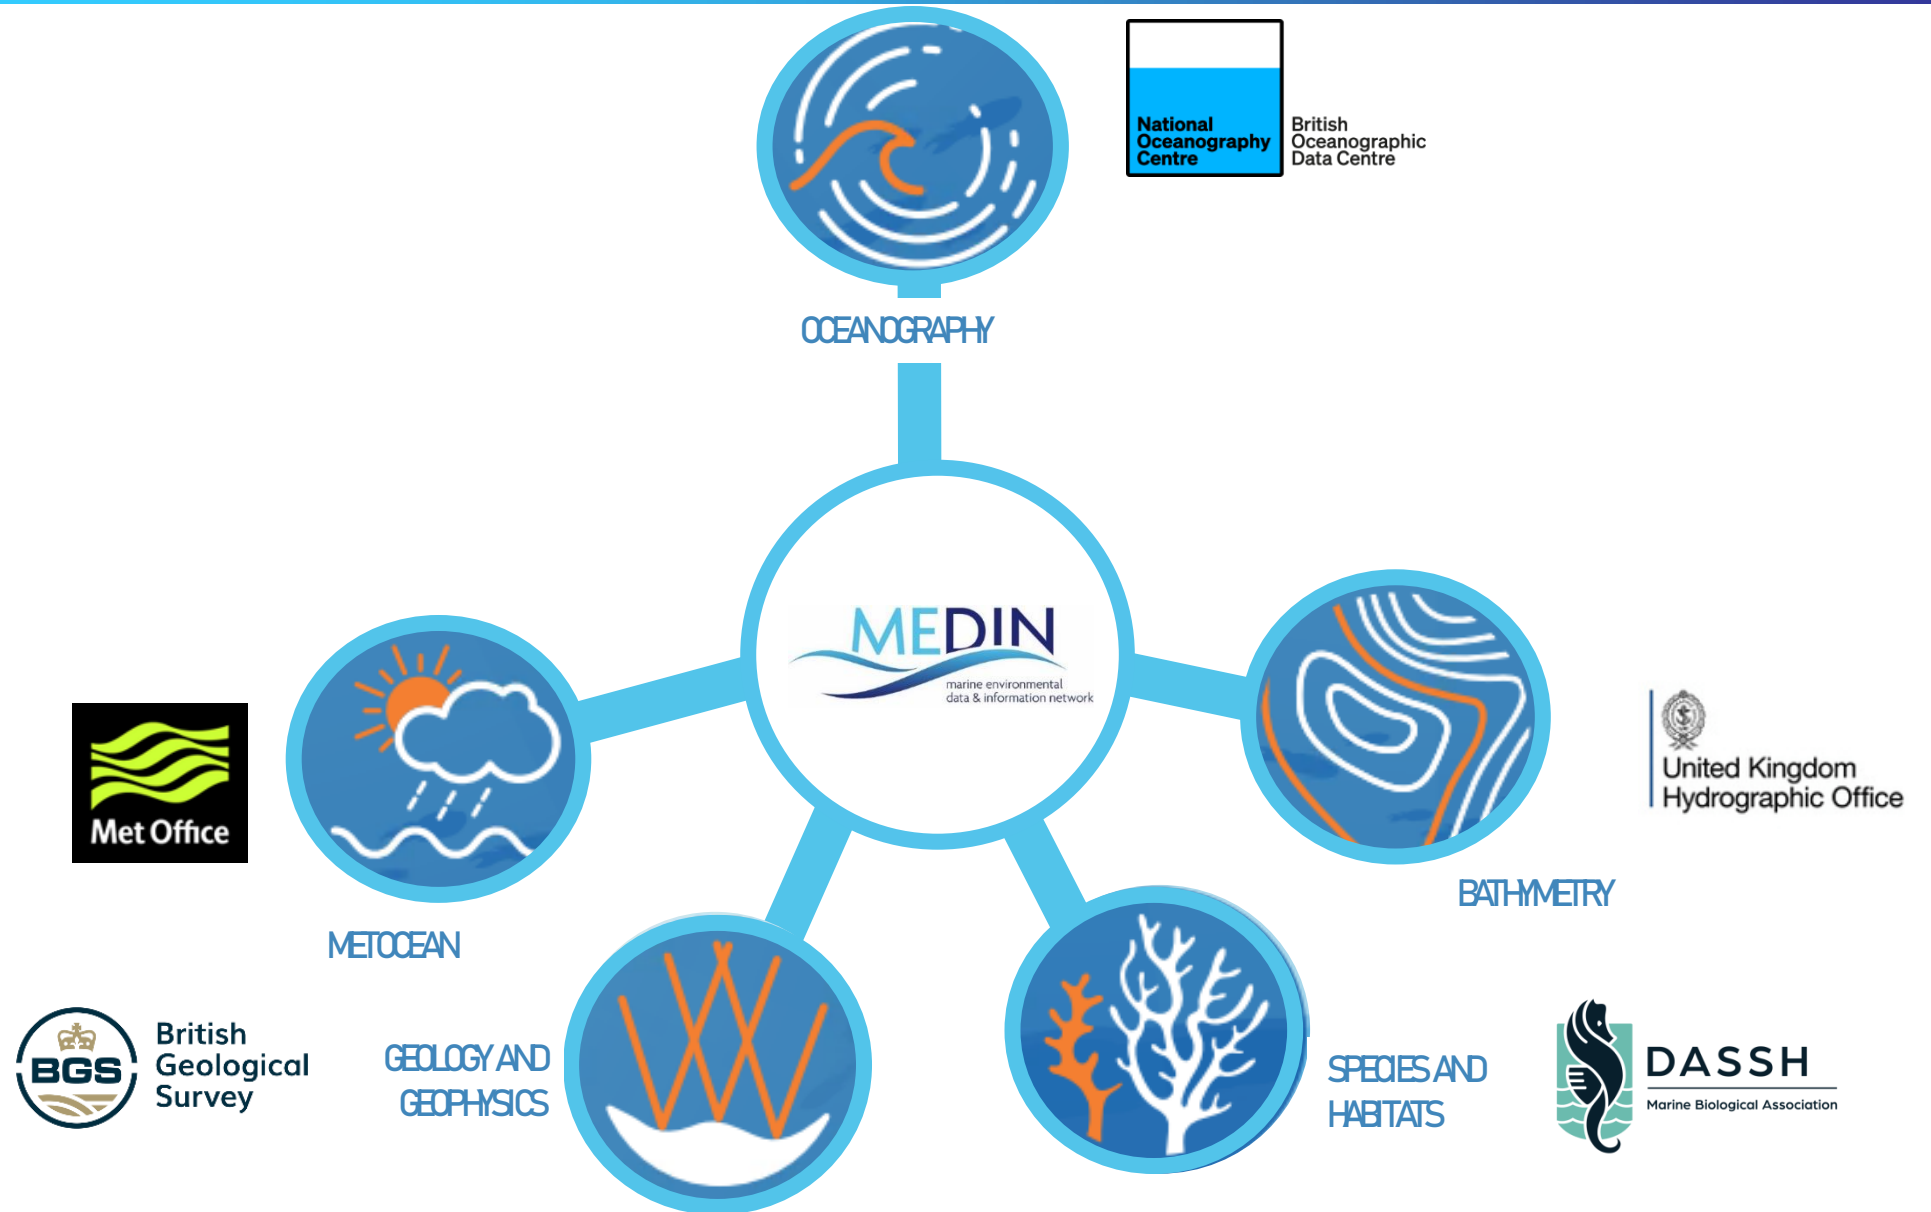 National
Oceanography
Centre
British
Oceanographic
Data Centre
OCEANOGRAPHY
MEDIN
marine environmental
data & information network
Met Office
METOCEAN
United Kingdom
Hydrographic Office
BATHYMETRY
BGS
British
Geological
Survey
GEOLOGY AND
GEOPHYSICS
SPECIES AND
HABITATS
DASSH
Marine Biological Association